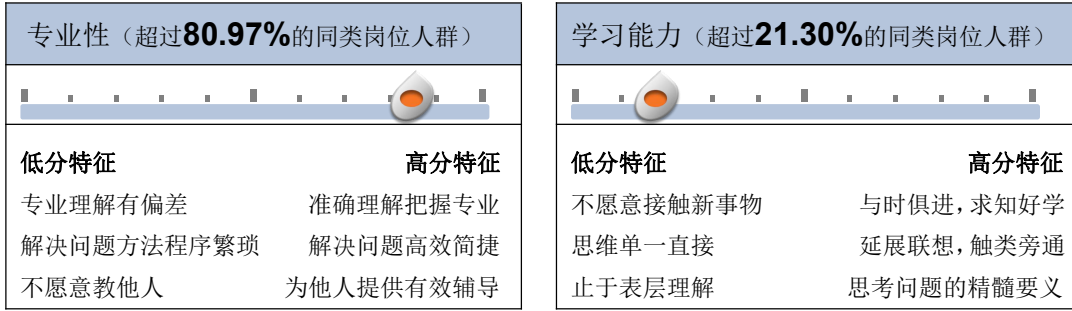 专业性（超过80.97%的同类岗位人群）
低分特征 高分特征
专业理解有偏差 准确理解把握专业
解决问题方法程序繁琐 解决问题高效简捷
不愿意教他人 为他人提供有效辅导
学习能力（超过21.30%的同类岗位人群）
低分特征 高分特征
不愿意接触新事物 与时俱进，求知好学
思维单一直接 延展联想，触类旁通
止于表层理解 思考问题的精髓要义